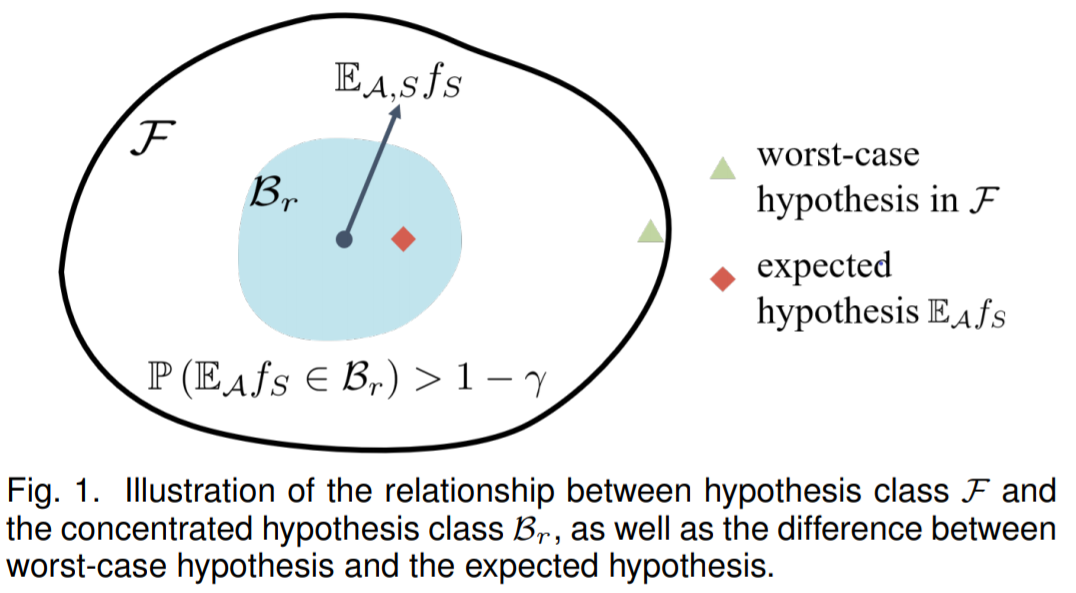 𝔼_{𝒜,S} f_S
ℱ
ℬ_r
ℙ(𝔼_𝒜 f_S ∈ ℬ_r) > 1 − γ
worst-case
hypothesis in ℱ
expected
hypothesis 𝔼_𝒜 f_S
Fig. 1. Illustration of the relationship between hypothesis class ℱ and
the concentrated hypothesis class ℬ_r, as well as the difference between
worst-case hypothesis and the expected hypothesis.